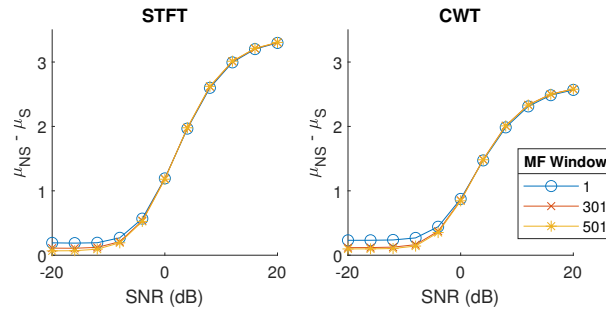 STFT
CWT
μNS - μS
3
2
1
0
-20
0
20
SNR (dB)
μNS - μS
3
2
1
0
-20
0
20
SNR (dB)
MF Window
1
301
501